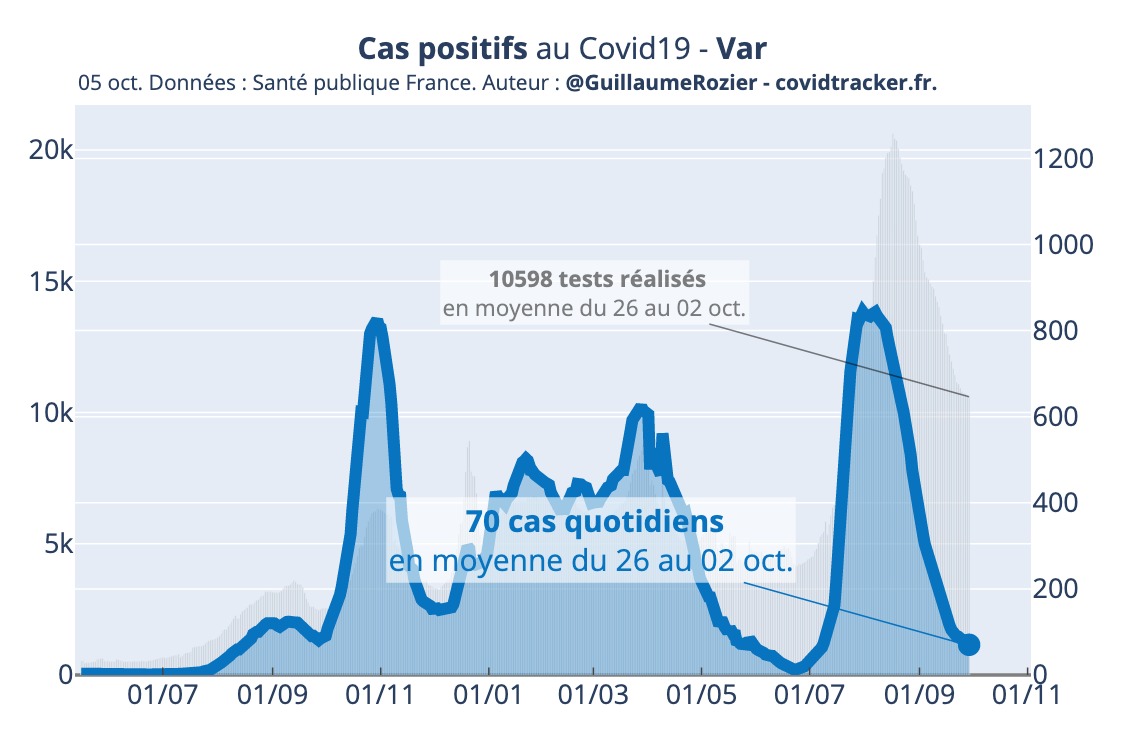 Cas positifs au Covid19 - Var
05 oct. Données : Santé publique France. Auteur : @GuillaumeRozier - covidtracker.fr.
20k
1200
1000
15k
10598 tests réalisés
en moyenne du 26 au 02 oct.
800
10k
600
400
70 cas quotidiens
5k
en moyenne du 26 au 02 oct.
200
0
0
01/07 01/09 01/11 01/01 01/03 01/05 01/07 01/09 01/11